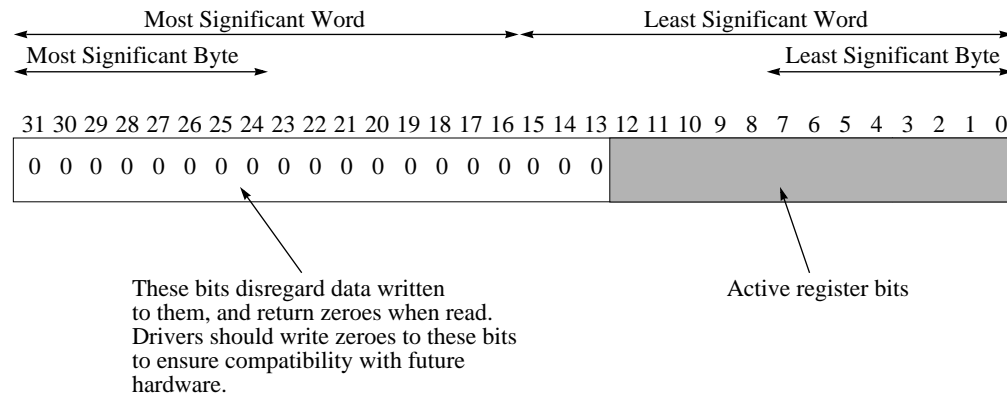 Most Significant Word Least Significant Word
Most Significant Byte Least Significant Byte
31 30 29 28 27 26 25 24 23 22 21 20 19 18 17 16 15 14 13 12 11 10 9 8 7 6 5 4 3 2 1 0
0 0 0 0 0 0 0 0 0 0 0 0 0 0 0 0 0 0 0
These bits disregard data written
to them, and return zeroes when read.
Drivers should write zeroes to these bits
to ensure compatibility with future
hardware.
Active register bits